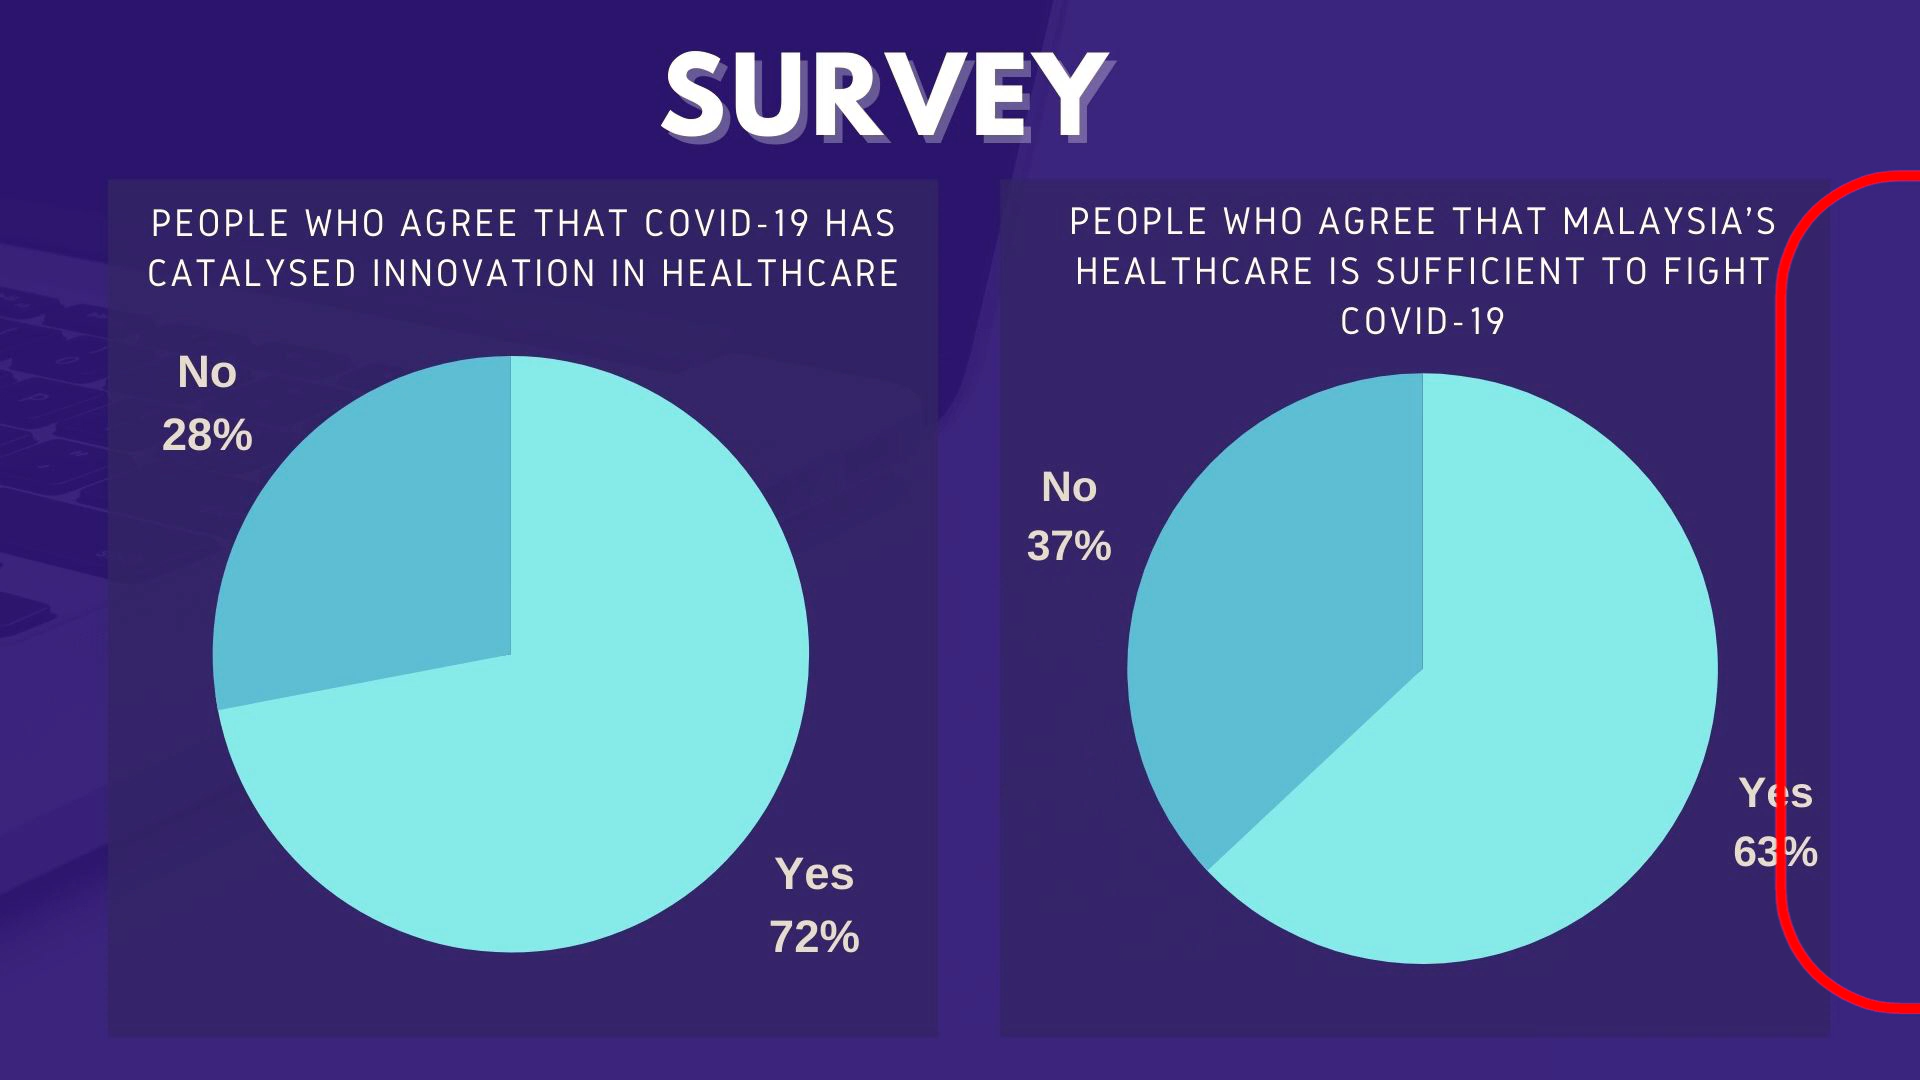 SURVEY
PEOPLE WHO AGREE THAT COVID-19 HAS
CATALYSED INNOVATION IN HEALTHCARE
No
28%
Yes
72%
PEOPLE WHO AGREE THAT MALAYSIA'S
HEALTHCARE IS SUFFICIENT TO FIGHT
COVID-19
No
37%
Yes
63%